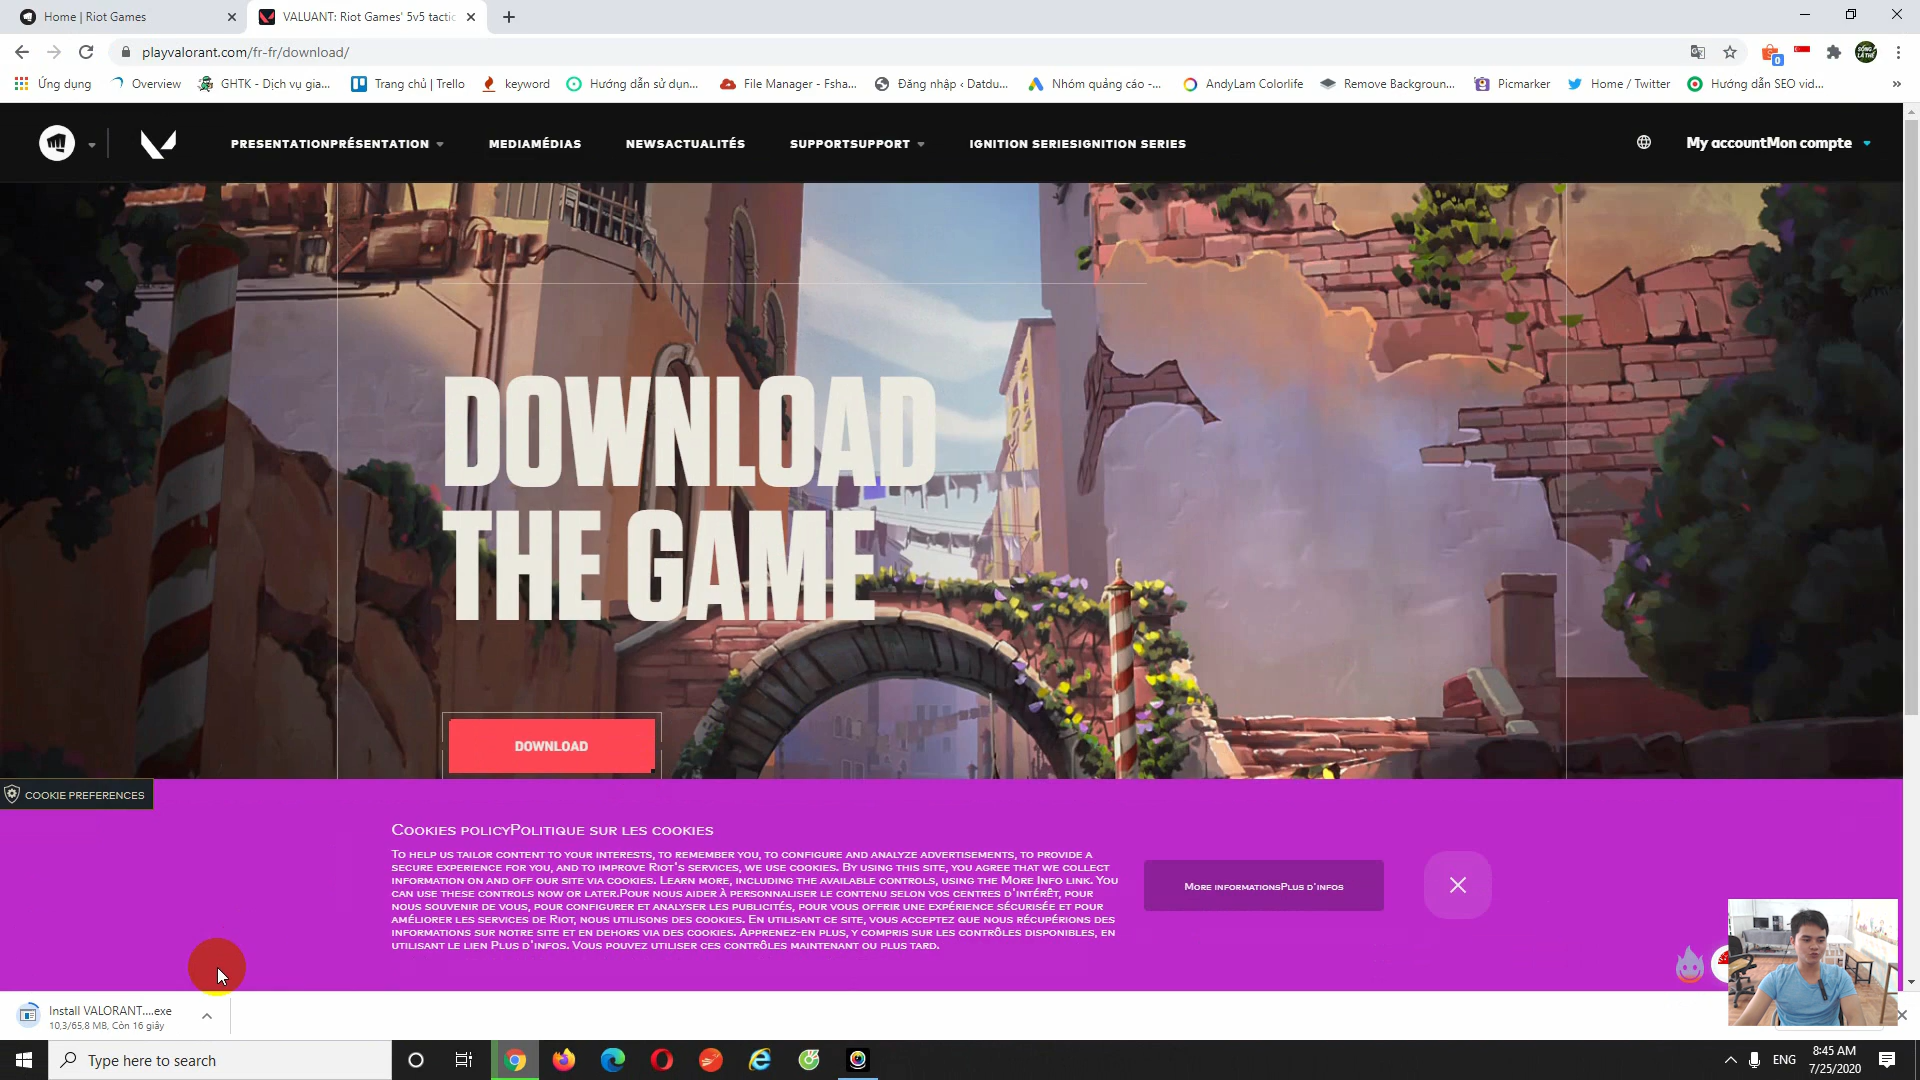 Home | Riot Games
VALUANT: Riot Games' 5v5 tactic
playvalorant.com/fr-fr/download/
0
Ứng dụng
Overview
GHTK - Dịch vụ gia...
Trang chủ | Trello
keyword
Hướng dẫn sử dụn...
File Manager - Fsha...
Đăng nhập ‹ Datdu...
Nhóm quảng cáo -...
AndyLam Colorlife
Remove Backgroun...
Picmarker
Home / Twitter
Hướng dẫn SEO vid...
PRESENTATIONPRÉSENTATION
MEDIAMÉDIAS
NEWSACTUALITÉS
SUPPORTSUPPORT
IGNITION SERIESIGNITION SERIES
My accountMon compte
DOWNLOAD
THE GAME
DOWNLOAD
COOKIE PREFERENCES
Cookies policyPolitique sur les cookies
To help us tailor content to your interests, to remember you, to configure and analyze advertisements, to provide a
secure experience for you, and to improve Riot's services, we use cookies. By using this site, you agree that we collect
information on and off our site via cookies. Learn more, including the available controls, using the More Info link. You
can use these controls now or later.Pour nous aider à personnaliser le contenu selon vos centres d'intérêt, pour
nous souvenir de vous, pour configurer et analyser les publicités, pour vous offrir une expérience sécurisée et pour
améliorer les services de Riot, nous utilisons des cookies. En utilisant ce site, vous acceptez que nous récupérions des
informations sur notre site et en dehors via des cookies. Apprenez-en plus, y compris sur les contrôles disponibles, en
utilisant le lien Plus d'infos. Vous pouvez utiliser ces contrôles maintenant ou plus tard.
More informationsPlus d'infos
Install VALORANT....exe
10,3/65,8 MB, Còn 16 giây
Type here to search
ENG
8:45 AM
7/25/2020